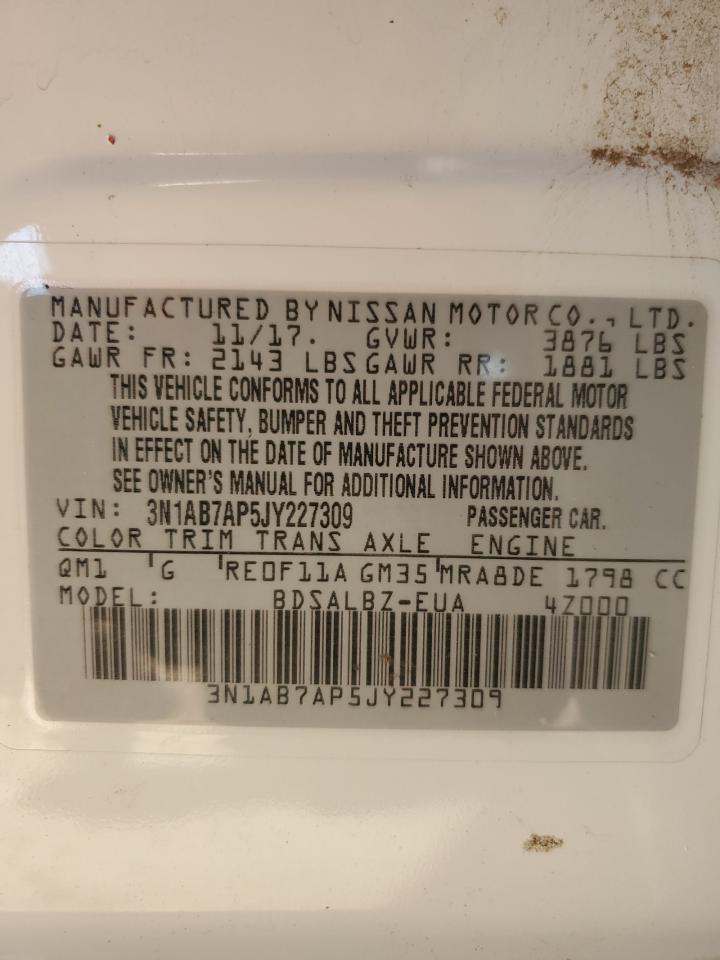 MANUFACTURED BY NISSAN MOTOR CO., LTD.
DATE: 11/17. GVWR: 3876 LBS
GAWR FR: 2143 LBS GAWR RR: 1881 LBS
THIS VEHICLE CONFORMS TO ALL APPLICABLE FEDERAL MOTOR
VEHICLE SAFETY, BUMPER AND THEFT PREVENTION STANDARDS
IN EFFECT ON THE DATE OF MANUFACTURE SHOWN ABOVE.
SEE OWNER'S MANUAL FOR ADDITIONAL INFORMATION.
VIN: 3N1AB7AP5JY227309 PASSENGER CAR.
COLOR TRIM TRANS AXLE ENGINE
QM1 G RE0F11A GM35 MRA8DE 1798 CC
MODEL: BDSALBZ-EUA 4Z000
3N1AB7AP5JY227309